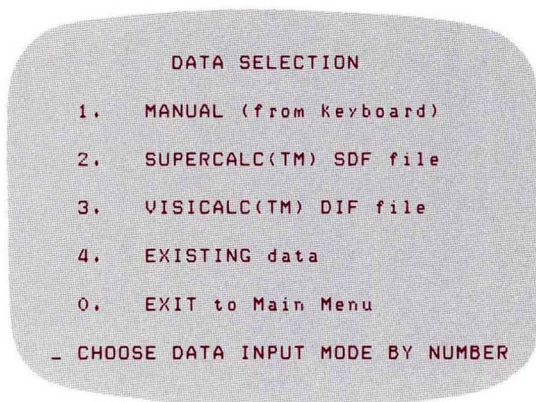 DATA SELECTION
1. MANUAL (from Keyboard)
2. SUPERCALC(TM) SDF file
3. VISICALC(TM) DIF file
4. EXISTING data
0. EXIT to Main Menu
_ CHOOSE DATA INPUT MODE BY NUMBER